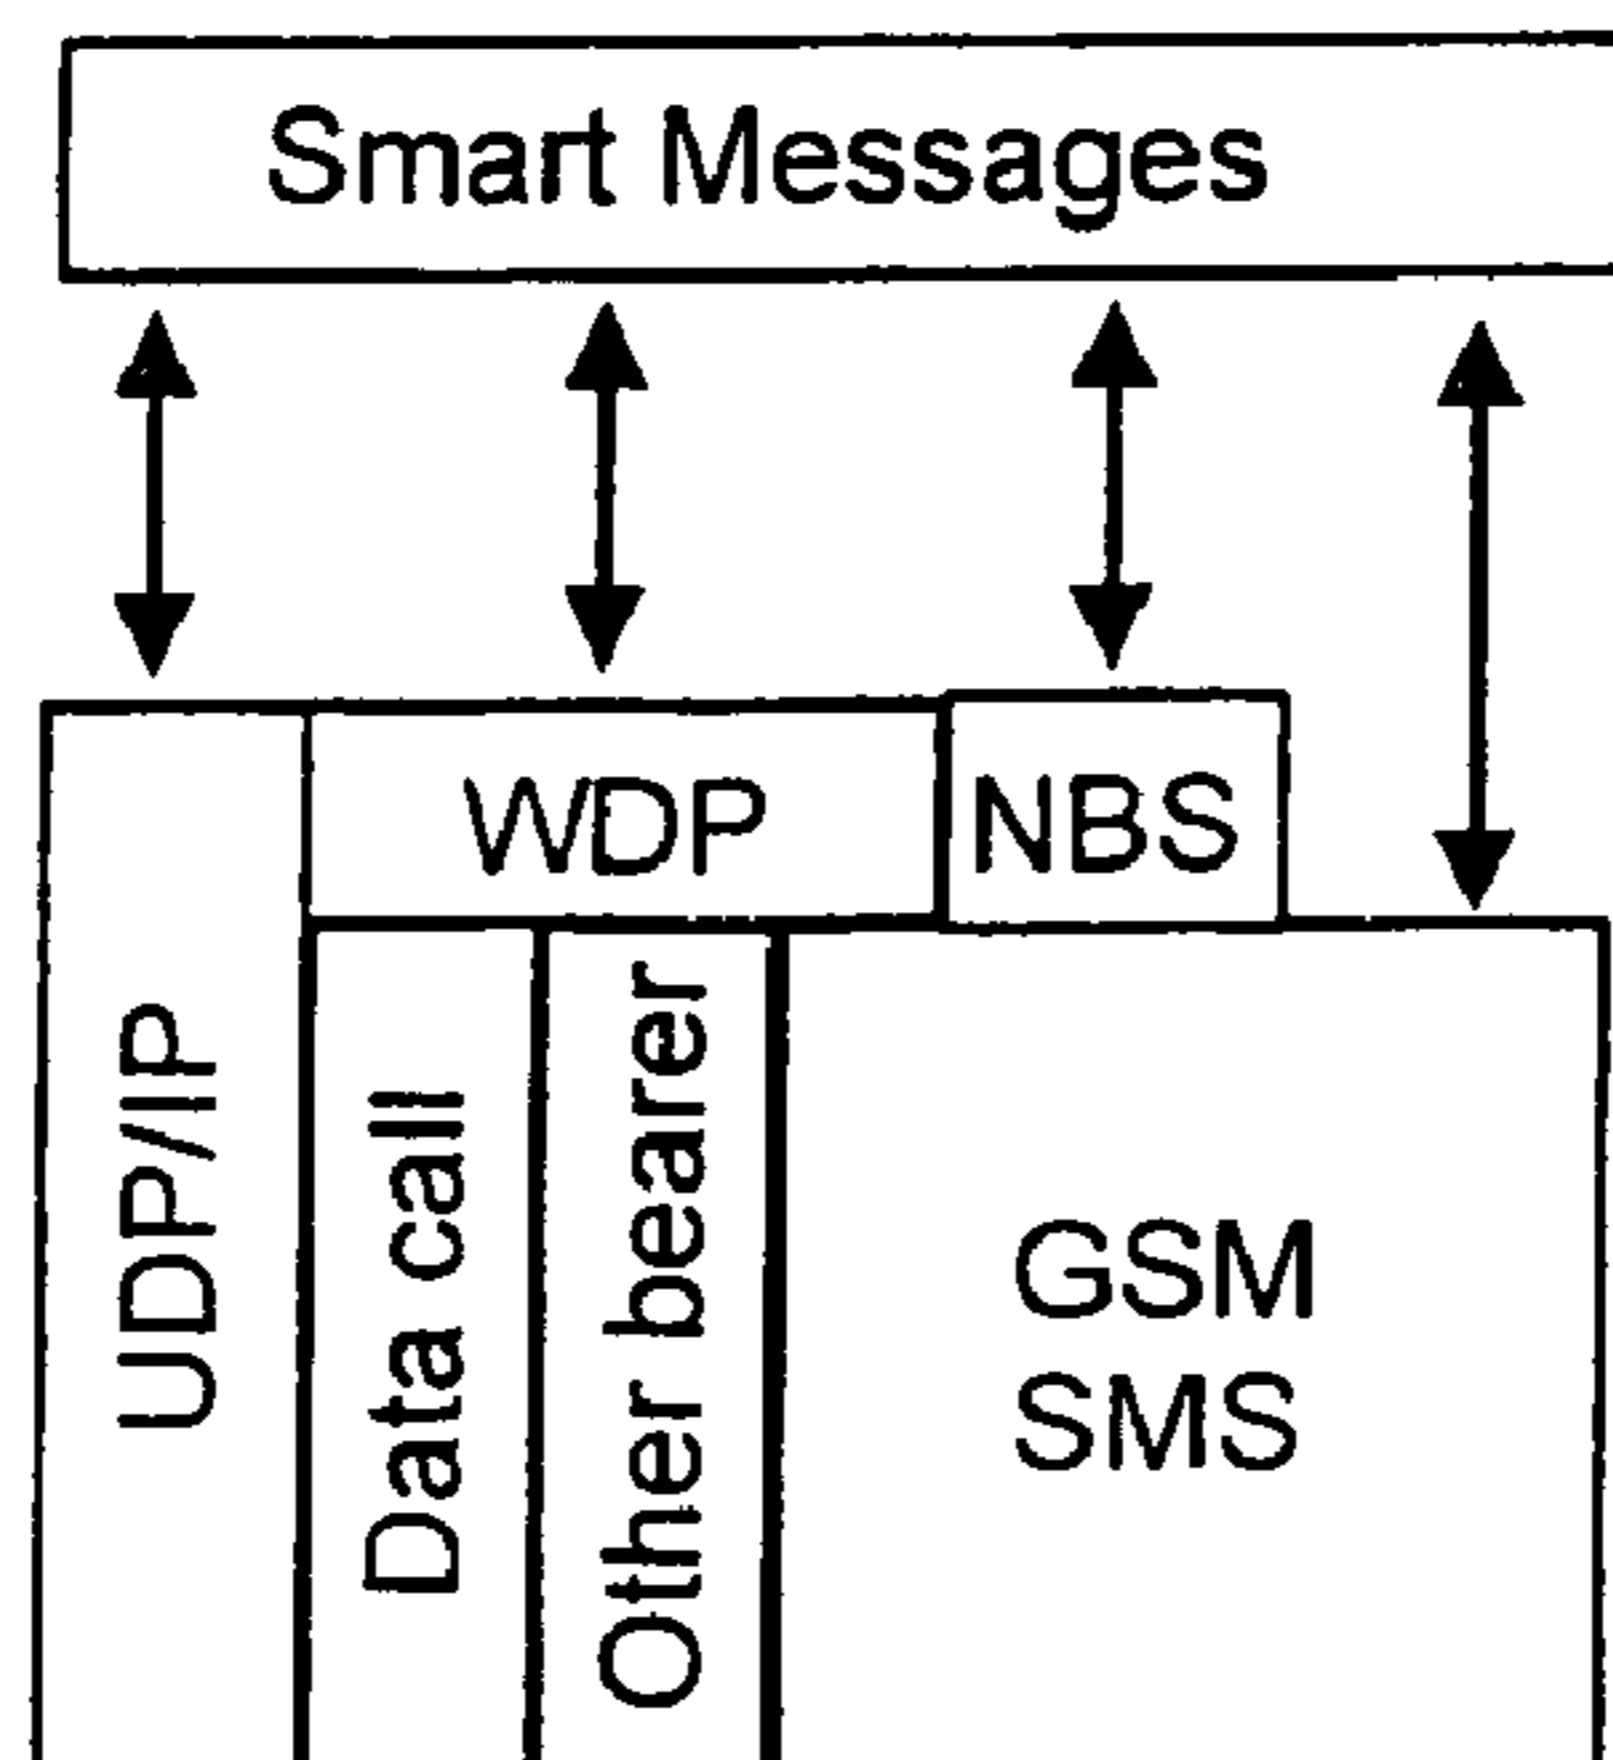 Smart Messages
WDP
NBS
UDP/IP
Data call
Other bearer
GSM
SMS